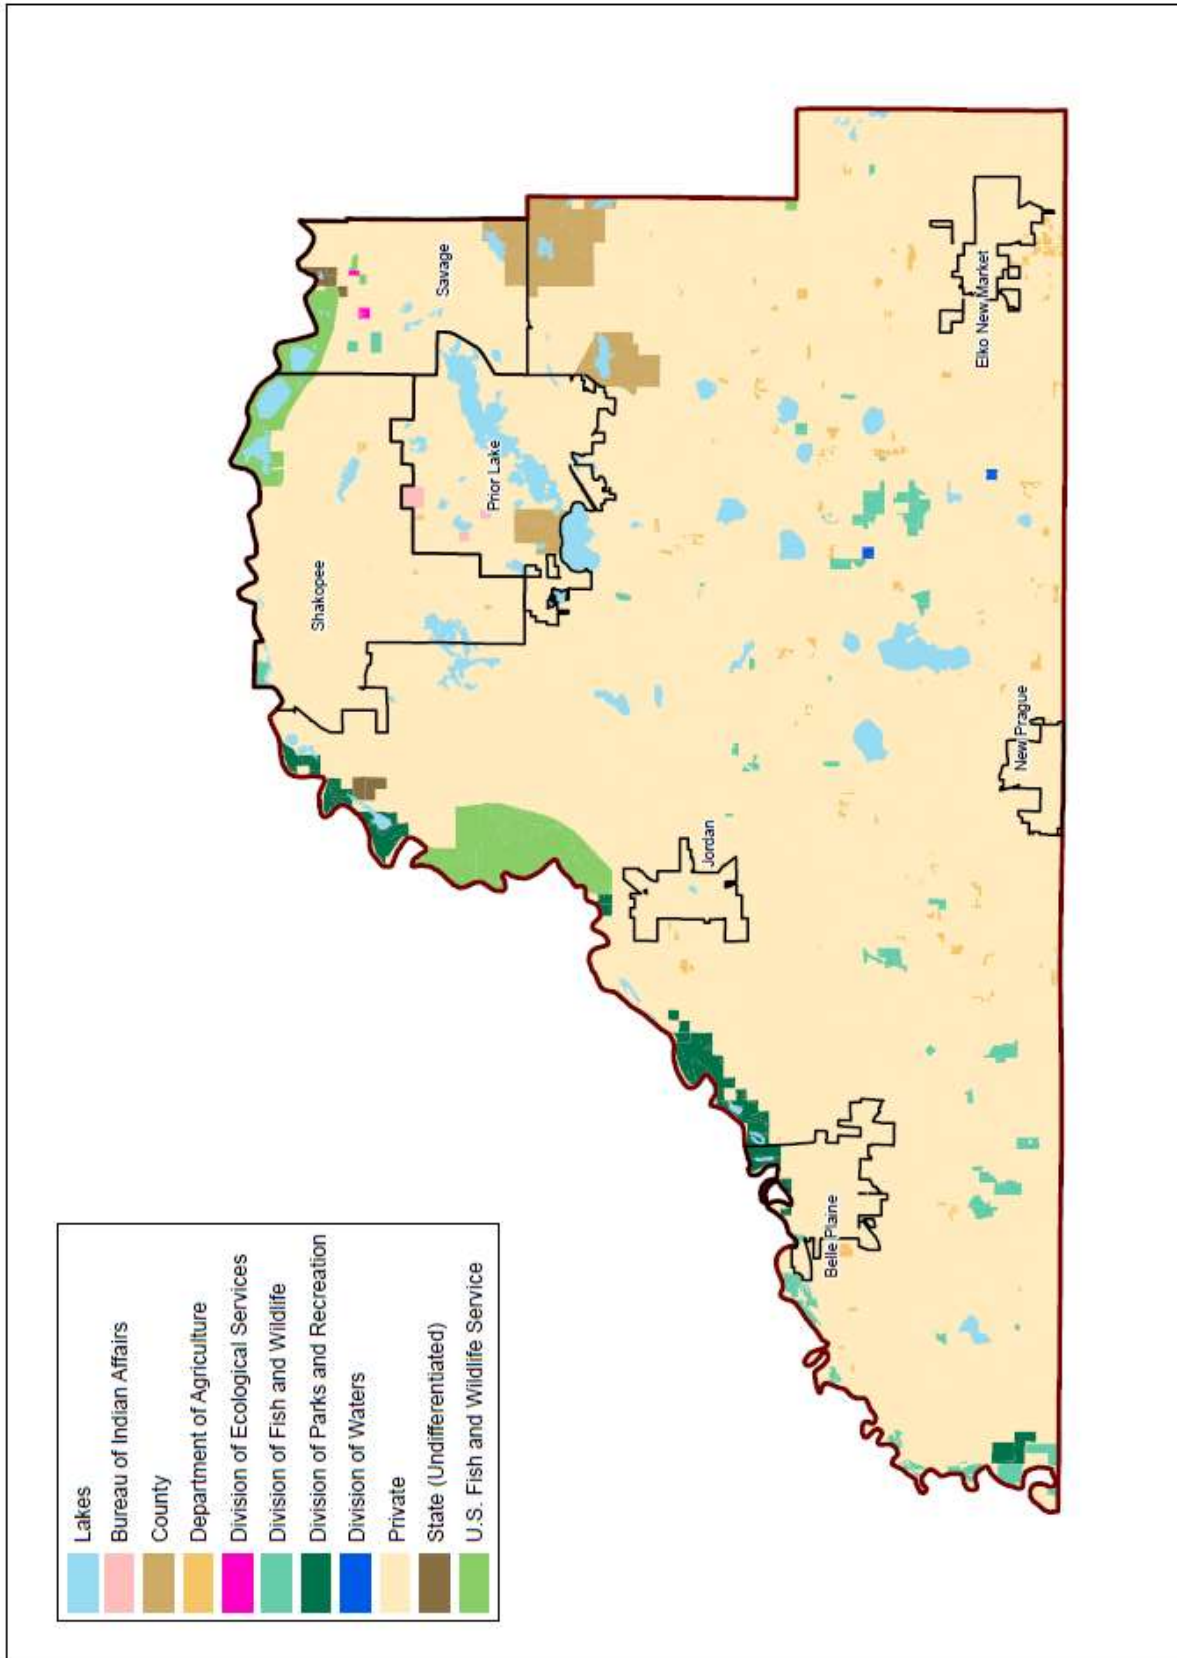 Lakes
Bureau of Indian Affairs
County
Department of Agriculture
Division of Ecological Services
Division of Fish and Wildlife
Division of Parks and Recreation
Division of Waters
Private
State (Undifferentiated)
U.S. Fish and Wildlife Service
Shakopee
Savage
Prior Lake
Jordan
Belle Plaine
Elko New Market
New Prague